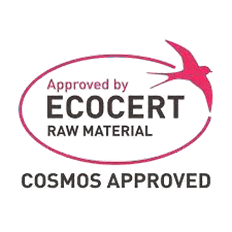 Approved by
ECOCERT
RAW MATERIAL
COSMOS APPROVED